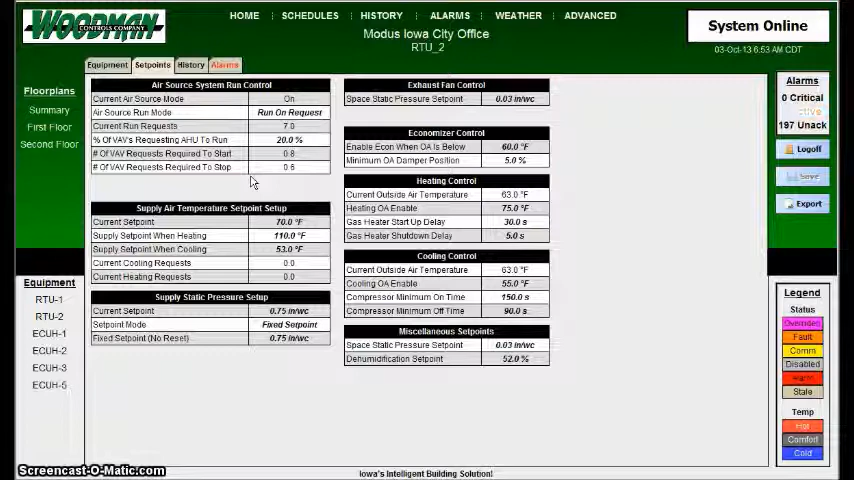 WOODMAN
CONTROLS COMPANY
HOME SCHEDULES HISTORY ALARMS WEATHER ADVANCED
Modus Iowa City Office
RTU_2
System Online
03-Oct-13 6:53 AM CDT
Equipment Setpoints History Alarms
Floorplans
Summary
First Floor
Second Floor
Equipment
RTU-1
RTU-2
ECUH-1
ECUH-2
ECUH-3
ECUH-5
Air Source System Run Control
Current Air Source Mode On
Air Source Run Mode Run On Request
Current Run Requests 7.0
% Of VAV's Requesting AHU To Run 20.0 %
# Of VAV Requests Required To Start 0.8
# Of VAV Requests Required To Stop 0.6
Supply Air Temperature Setpoint Setup
Current Setpoint 70.0 °F
Supply Setpoint When Heating 110.0 °F
Supply Setpoint When Cooling 53.0 °F
Current Cooling Requests 0.0
Current Heating Requests 0.0
Supply Static Pressure Setup
Current Setpoint 0.75 in/wc
Setpoint Mode Fixed Setpoint
Fixed Setpoint (No Reset) 0.75 in/wc
Exhaust Fan Control
Space Static Pressure Setpoint 0.03 in/wc
Economizer Control
Enable Econ When OA Is Below 60.0 °F
Minimum OA Damper Position 5.0 %
Heating Control
Current Outside Air Temperature 63.0 °F
Heating OA Enable 75.0 °F
Gas Heater Start Up Delay 30.0 s
Gas Heater Shutdown Delay 5.0 s
Cooling Control
Current Outside Air Temperature 63.0 °F
Cooling OA Enable 55.0 °F
Compressor Minimum On Time 150.0 s
Compressor Minimum Off Time 90.0 s
Miscellaneous Setpoints
Space Static Pressure Setpoint 0.03 in/wc
Dehumidification Setpoint 52.0 %
Alarms
0 Critical
197 Unack
Logoff
Save
Export
Legend
Status
Overriden
Fault
Comm
Disabled
Alarm
Stale
Temp
Hot
Comfort
Cold
Screencast-O-Matic.com
Iowa's Intelligent Building Solution!